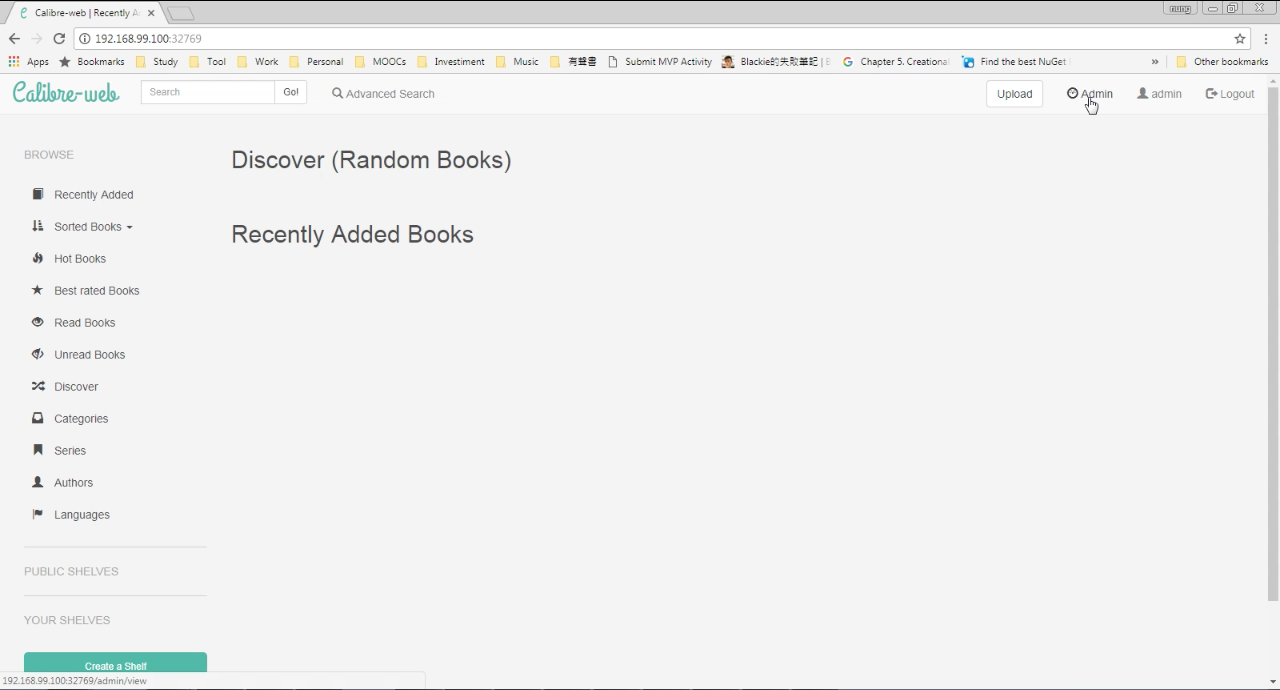 Calibre-web | Recently A
192.168.99.100:32769
Apps Bookmarks Study Tool Work Personal MOOCs Investiment Music 有聲書 Submit MVP Activity Blackie的失敗筆記 | Chapter 5. Creational Find the best NuGet » Other bookmarks
Calibre-web Search Go! Advanced Search Upload Admin admin Logout
BROWSE
Discover (Random Books)
Recently Added
Sorted Books
Recently Added Books
Hot Books
Best rated Books
Read Books
Unread Books
Discover
Categories
Series
Authors
Languages
PUBLIC SHELVES
YOUR SHELVES
Create a Shelf
192.168.99.100:32769/admin/view